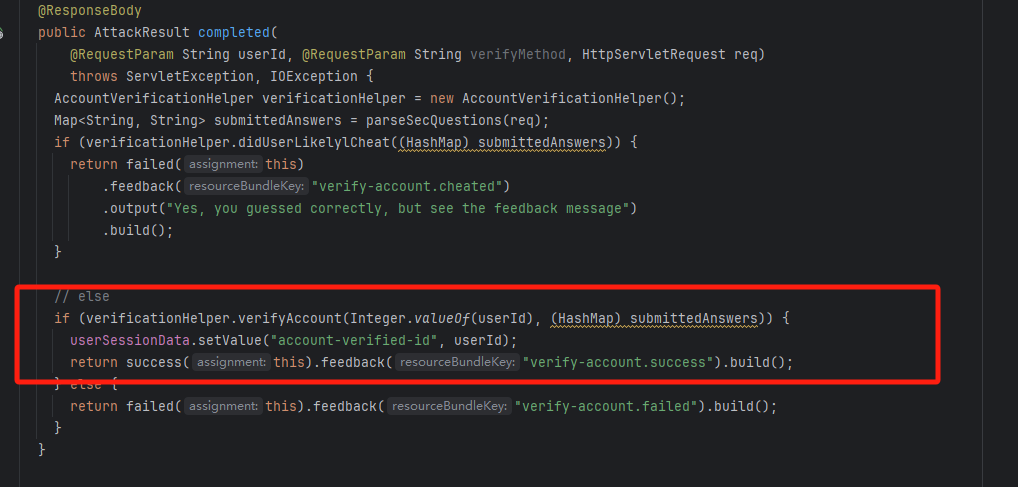 @ResponseBody
public AttackResult completed(
@RequestParam String userId, @RequestParam String verifyMethod, HttpServletRequest req)
throws ServletException, IOException {
AccountVerificationHelper verificationHelper = new AccountVerificationHelper();
Map<String, String> submittedAnswers = parseSecQuestions(req);
if (verificationHelper.didUserLikelylCheat((HashMap) submittedAnswers)) {
return failed( assignment: this)
.feedback( resourceBundleKey: "verify-account.cheated")
.output("Yes, you guessed correctly, but see the feedback message")
.build();
}
// else
if (verificationHelper.verifyAccount(Integer.valueOf(userId), (HashMap) submittedAnswers)) {
userSessionData.setValue("account-verified-id", userId);
return success( assignment: this).feedback( resourceBundleKey: "verify-account.success").build();
} else {
return failed( assignment: this).feedback( resourceBundleKey: "verify-account.failed").build();
}
}